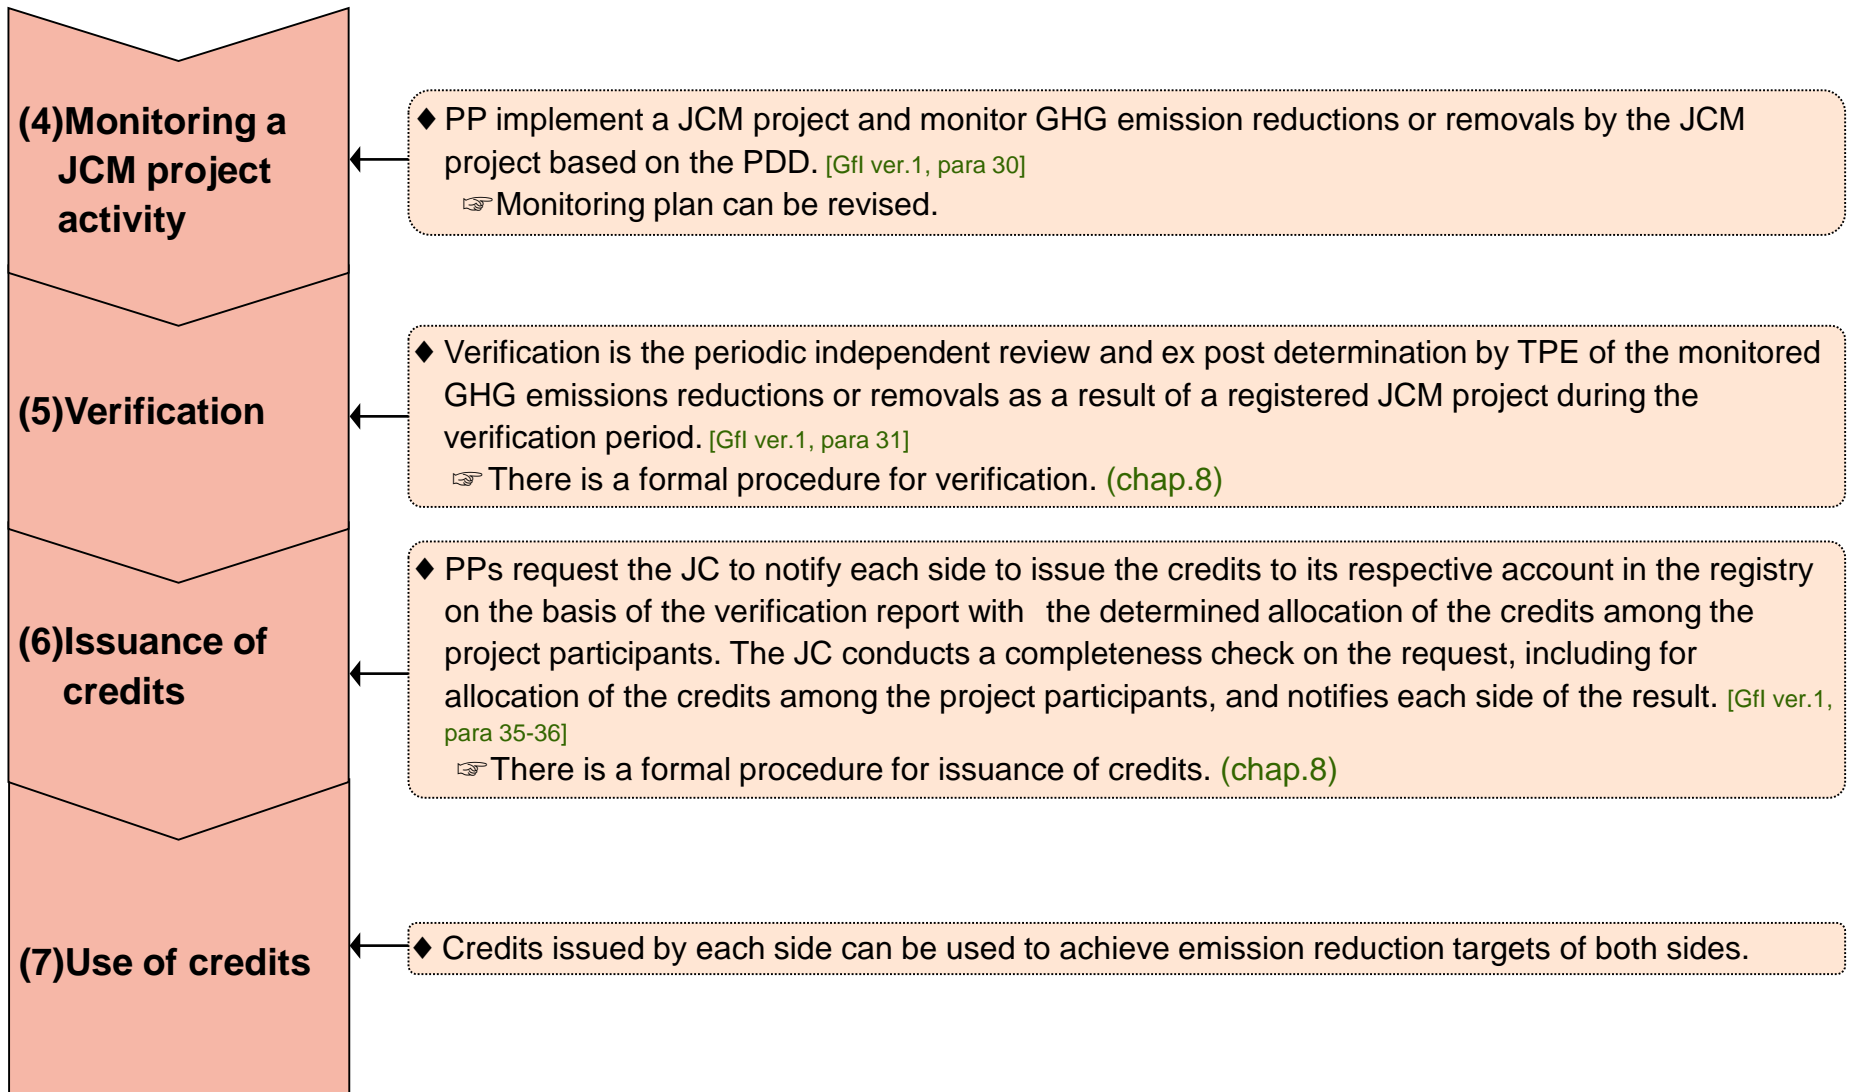 (4)Monitoring a
JCM project
activity
♦ PP implement a JCM project and monitor GHG emission reductions or removals by the JCM
project based on the PDD. [GfI ver.1, para 30]
☞Monitoring plan can be revised.
(5)Verification
♦ Verification is the periodic independent review and ex post determination by TPE of the monitored
GHG emissions reductions or removals as a result of a registered JCM project during the
verification period. [GfI ver.1, para 31]
☞ There is a formal procedure for verification. (chap.8)
(6)Issuance of
credits
♦ PPs request the JC to notify each side to issue the credits to its respective account in the registry
on the basis of the verification report with the determined allocation of the credits among the
project participants. The JC conducts a completeness check on the request, including for
allocation of the credits among the project participants, and notifies each side of the result. [GfI ver.1,
para 35-36]
☞There is a formal procedure for issuance of credits. (chap.8)
(7)Use of credits
♦ Credits issued by each side can be used to achieve emission reduction targets of both sides.